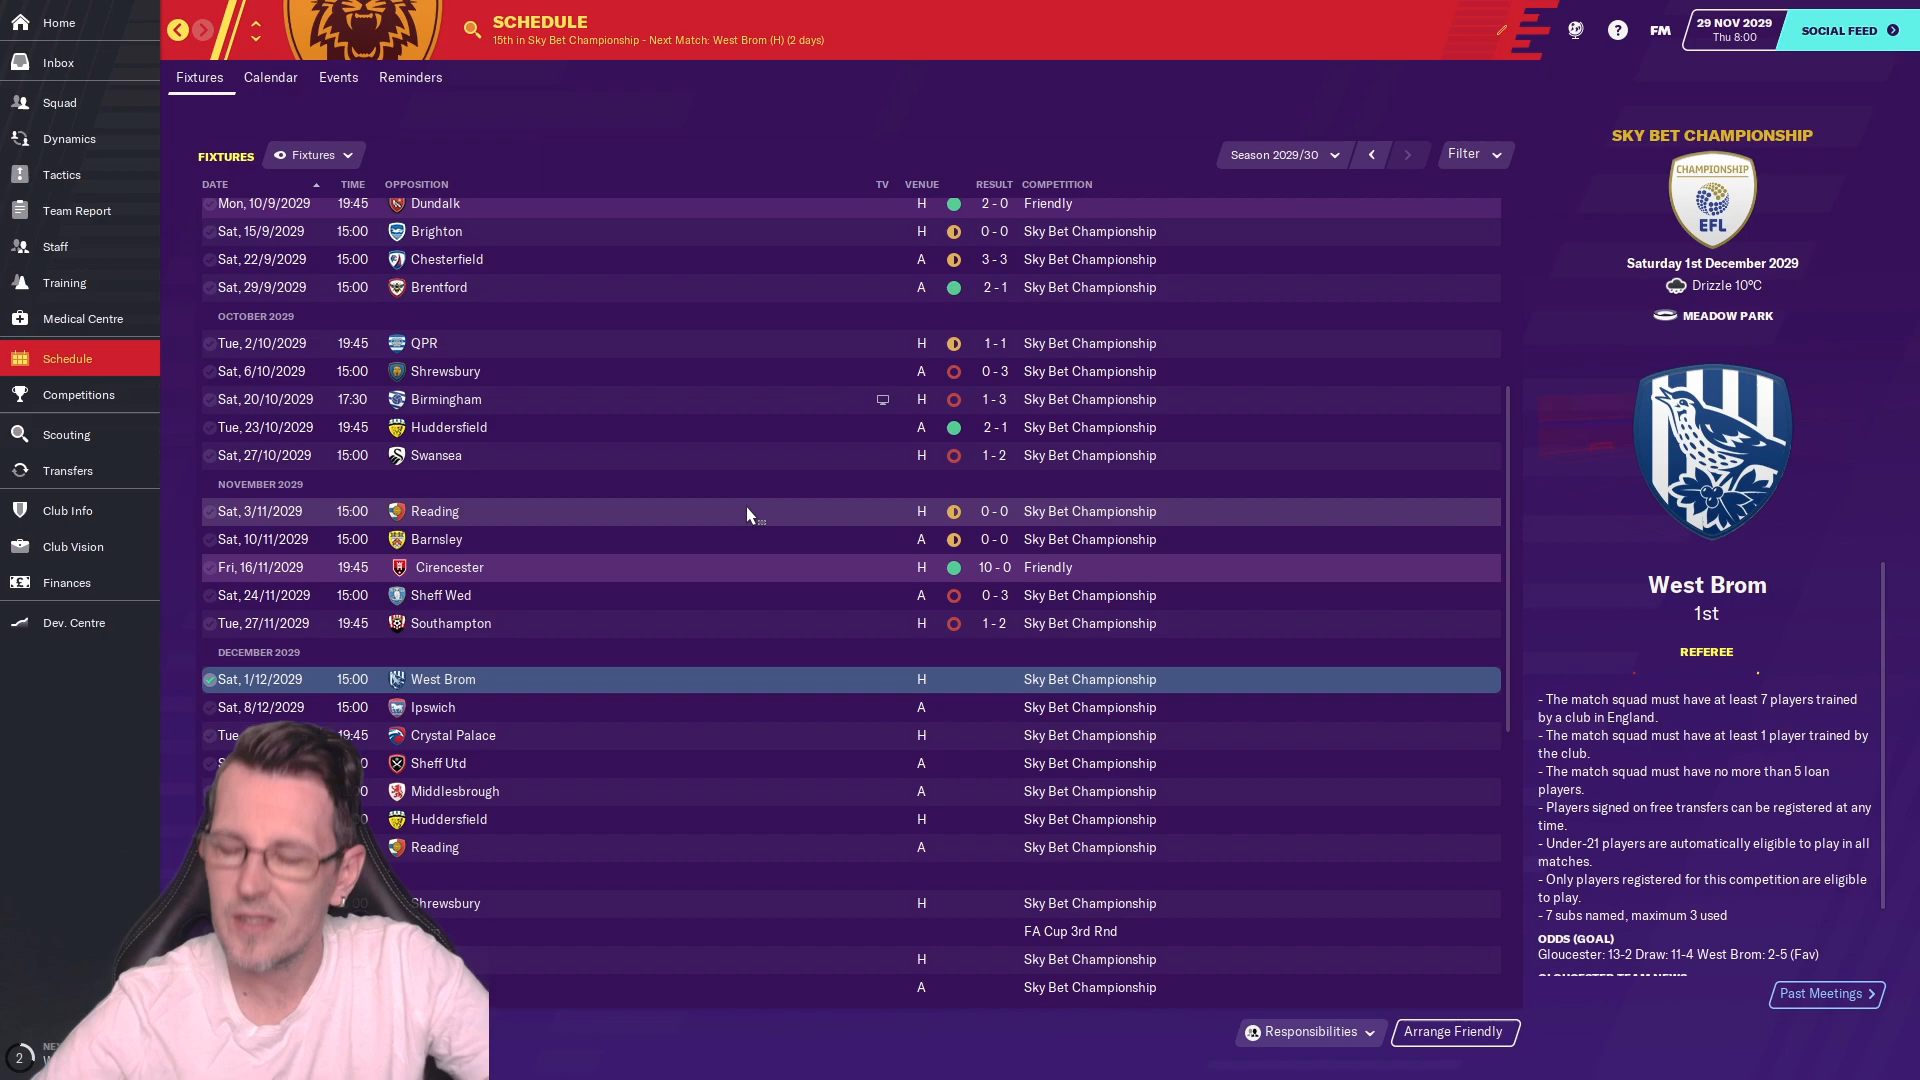 Home
Inbox
Squad
Dynamics
Tactics
Team Report
Staff
Training
Medical Centre
Schedule
Competitions
Scouting
Transfers
Club Info
Club Vision
Finances
Dev. Centre
2
SCHEDULE
15th in Sky Bet Championship - Next Match: West Brom (H) (2 days)
?
FM
29 NOV 2029
Thu 8:00
SOCIAL FEED
Fixtures Calendar Events Reminders
FIXTURES Fixtures Season 2029/30 Filter
DATE TIME OPPOSITION TV VENUE RESULT COMPETITION
Mon, 10/9/2029 19:45 Dundalk H 2 - 0 Friendly
Sat, 15/9/2029 15:00 Brighton H 0 - 0 Sky Bet Championship
Sat, 22/9/2029 15:00 Chesterfield A 3 - 3 Sky Bet Championship
Sat, 29/9/2029 15:00 Brentford A 2 - 1 Sky Bet Championship
OCTOBER 2029
Tue, 2/10/2029 19:45 QPR H 1 - 1 Sky Bet Championship
Sat, 6/10/2029 15:00 Shrewsbury A 0 - 3 Sky Bet Championship
Sat, 20/10/2029 17:30 Birmingham H 1 - 3 Sky Bet Championship
Tue, 23/10/2029 19:45 Huddersfield A 2 - 1 Sky Bet Championship
Sat, 27/10/2029 15:00 Swansea H 1 - 2 Sky Bet Championship
NOVEMBER 2029
Sat, 3/11/2029 15:00 Reading H 0 - 0 Sky Bet Championship
Sat, 10/11/2029 15:00 Barnsley A 0 - 0 Sky Bet Championship
Fri, 16/11/2029 19:45 Cirencester H 10 - 0 Friendly
Sat, 24/11/2029 15:00 Sheff Wed A 0 - 3 Sky Bet Championship
Tue, 27/11/2029 19:45 Southampton H 1 - 2 Sky Bet Championship
DECEMBER 2029
Sat, 1/12/2029 15:00 West Brom H Sky Bet Championship
Sat, 8/12/2029 15:00 Ipswich A Sky Bet Championship
Tue 19:45 Crystal Palace H Sky Bet Championship
Sheff Utd A Sky Bet Championship
Middlesbrough A Sky Bet Championship
Huddersfield H Sky Bet Championship
Reading A Sky Bet Championship
Shrewsbury H Sky Bet Championship
FA Cup 3rd Rnd
H Sky Bet Championship
A Sky Bet Championship
Responsibilities Arrange Friendly
SKY BET CHAMPIONSHIP
CHAMPIONSHIP
EFL
Saturday 1st December 2029
Drizzle 10°C
MEADOW PARK
West Brom
1st
REFEREE
- The match squad must have at least 7 players trained
by a club in England.
- The match squad must have at least 1 player trained by
the club.
- The match squad must have no more than 5 loan
players.
- Players signed on free transfers can be registered at any
time.
- Under-21 players are automatically eligible to play in all
matches.
- Only players registered for this competition are eligible
to play.
- 7 subs named, maximum 3 used
ODDS (GOAL)
Gloucester: 13-2 Draw: 11-4 West Brom: 2-5 (Fav)
GLOUCESTER TEAM NEWS
Past Meetings